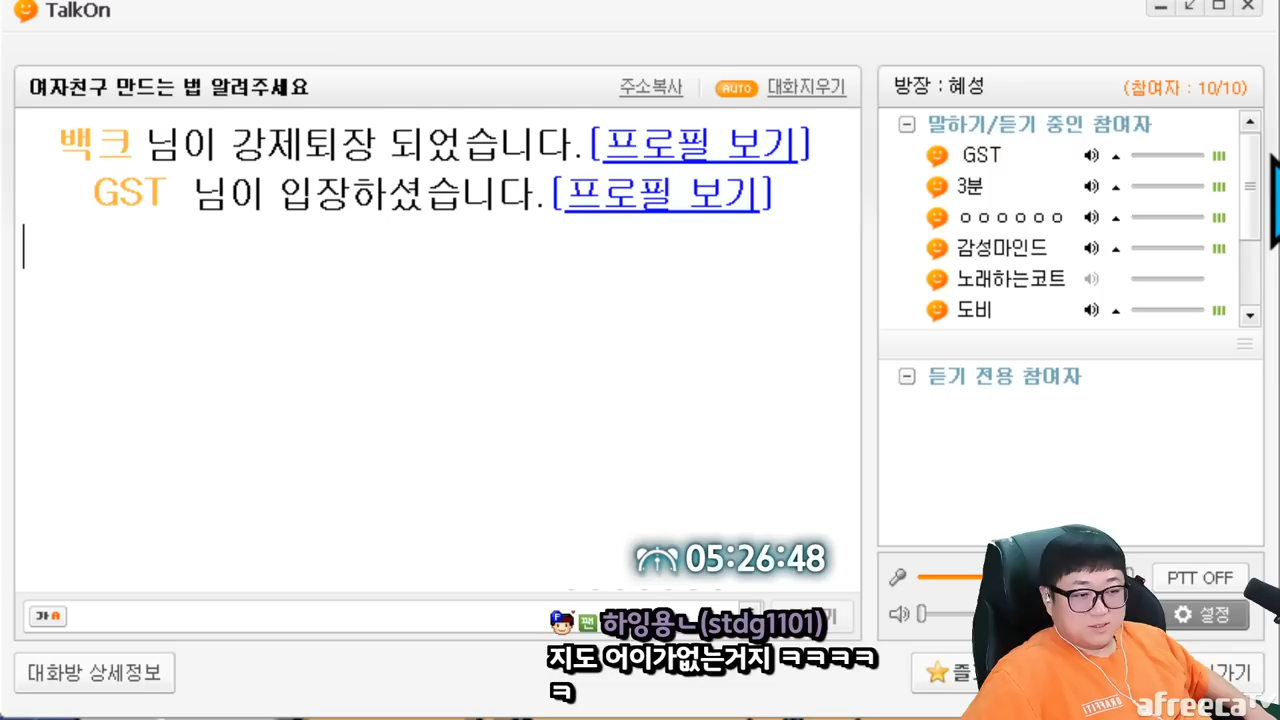 TalkOn
여자친구 만드는 법 알려주세요
주소복사
AUTO
대화지우기
백크 님이 강제퇴장 되었습니다.[프로필 보기]
GST 님이 입장하셨습니다.[프로필 보기]
방장 : 혜성
(참여자 : 10/10)
말하기/듣기 중인 참여자
GST
3분
ㅇㅇㅇㅇㅇㅇ
감성마인드
노래하는코트
도비
듣기 전용 참여자
05:26:48
가A
F 팬 하잉용ㄴ(stdg1101)
지도 어이가없는거지 ㅋㅋㅋㅋ
ㅋ
PTT OFF
설정
대화방 상세정보
afreecaTV